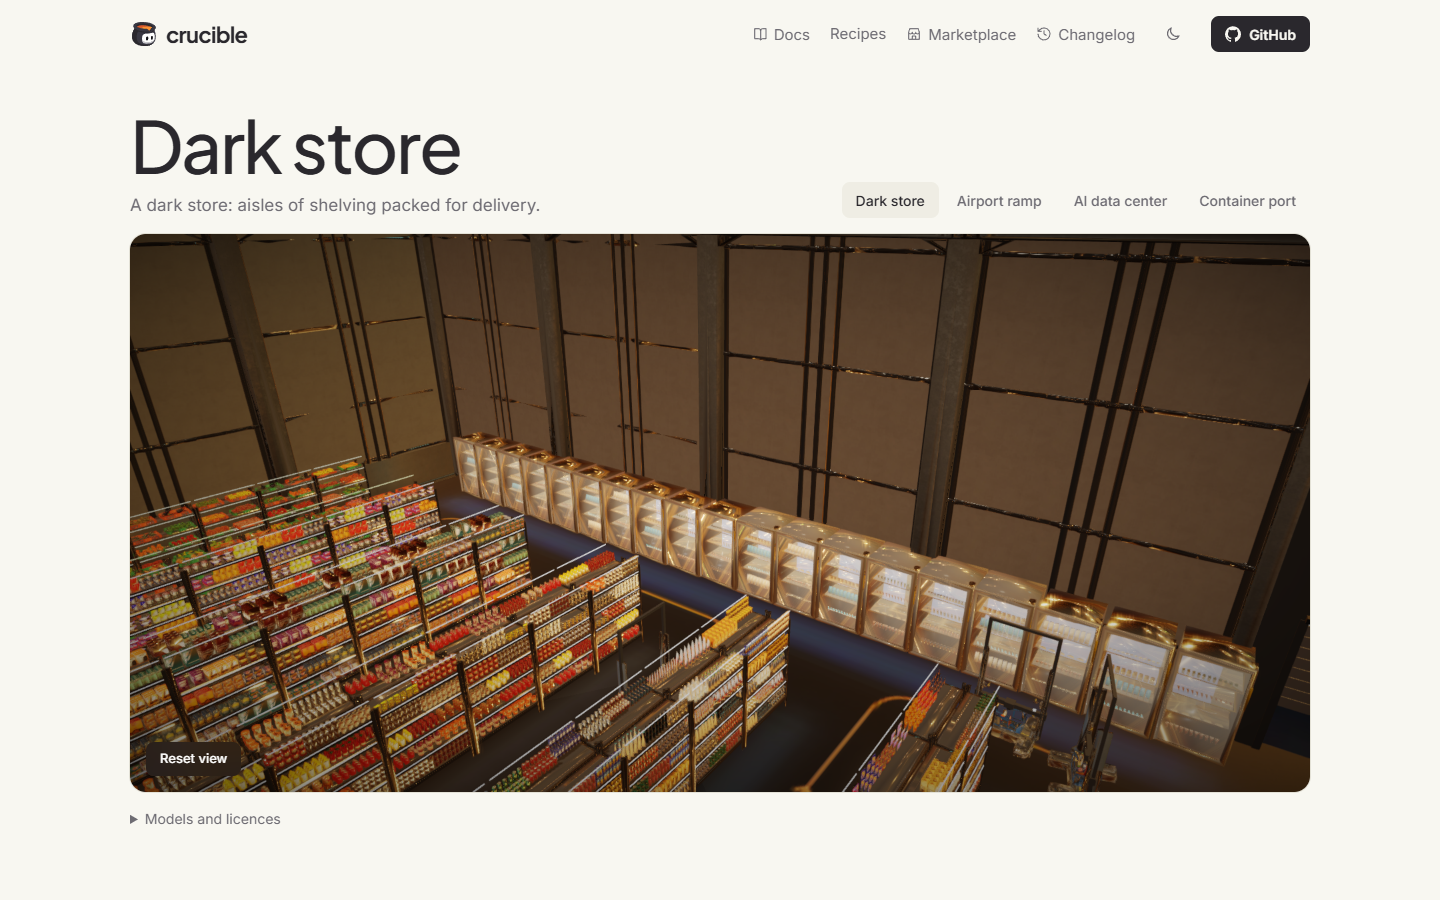 crucible
Docs
Recipes
Marketplace
Changelog
GitHub
Dark store
A dark store: aisles of shelving packed for delivery.
Dark store
Airport ramp
AI data center
Container port
Reset view
Models and licences